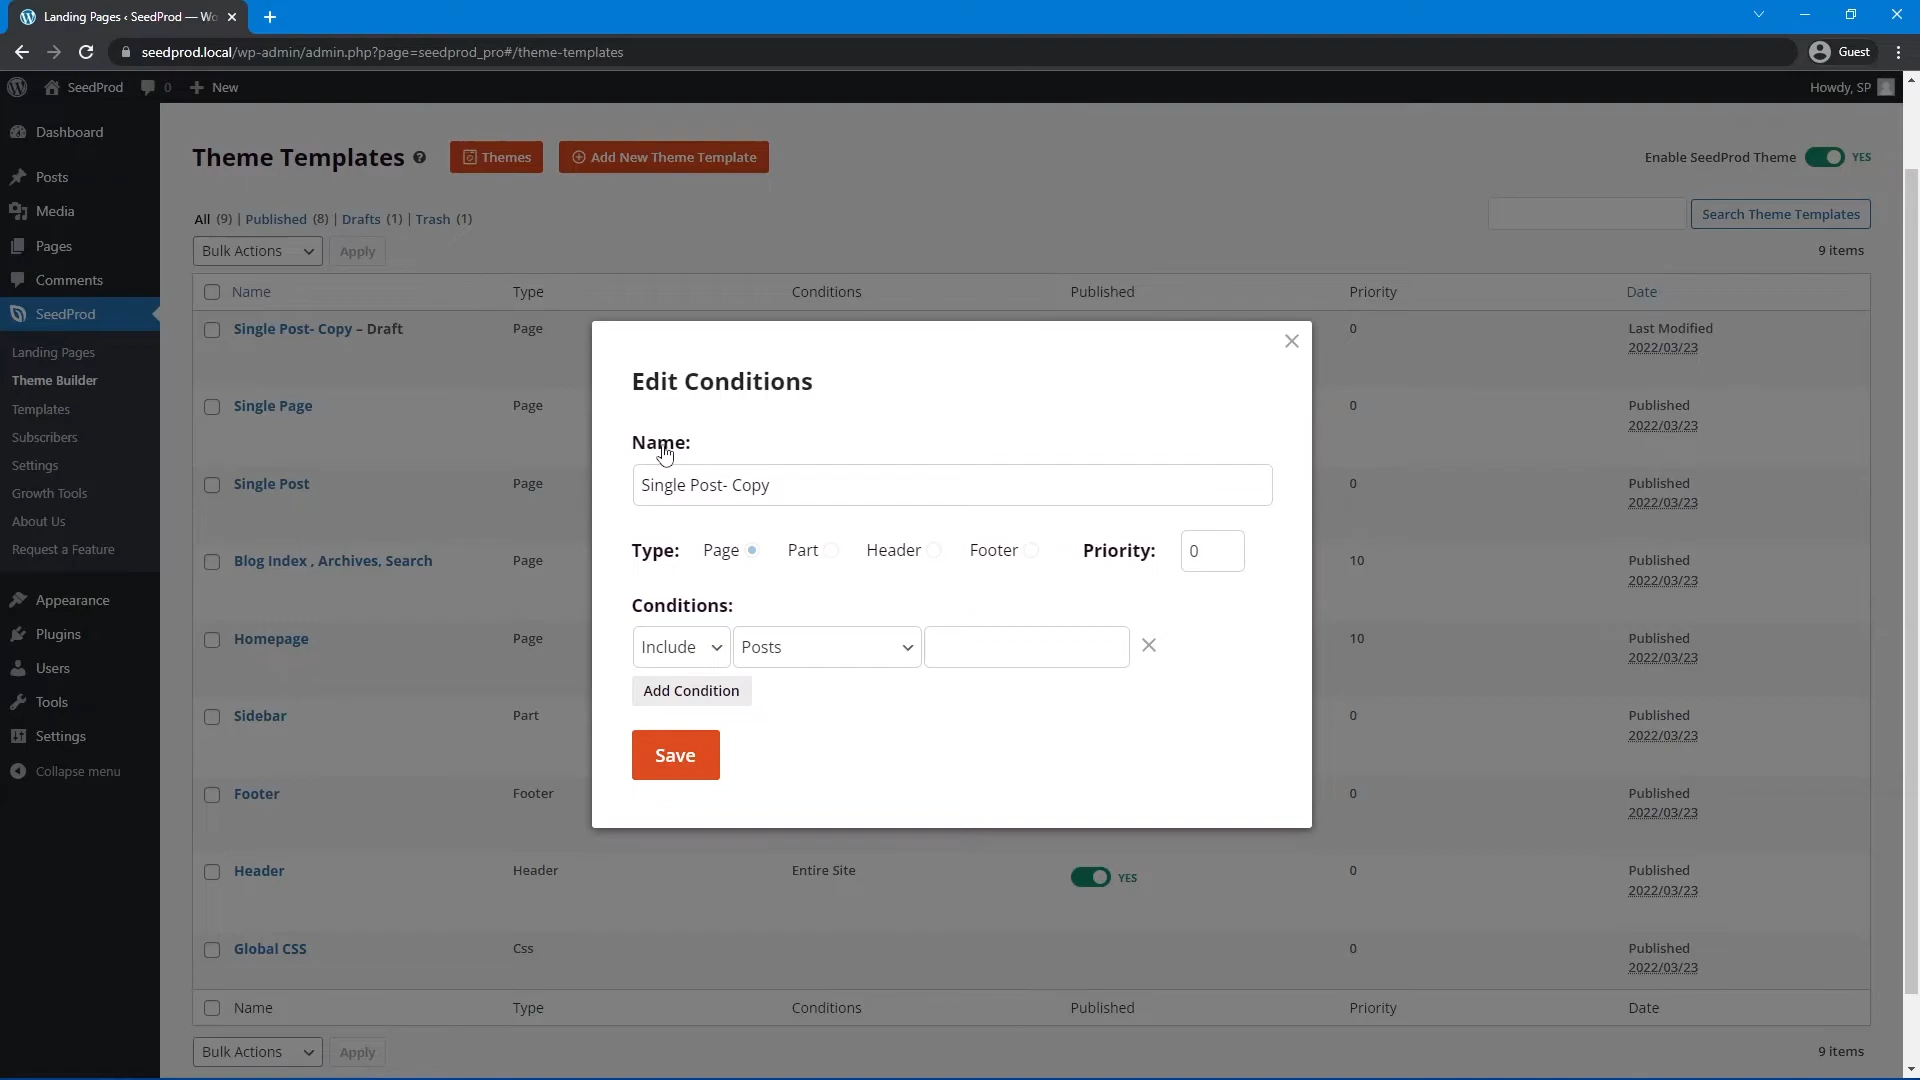 Landing Pages ‹ SeedProd — Wo
seedprod.local/wp-admin/admin.php?page=seedprod_pro#/theme-templates
Guest
SeedProd 0 New
Howdy, SP
Dashboard
Posts
Media
Pages
Comments
SeedProd
Landing Pages
Theme Builder
Templates
Subscribers
Settings
Growth Tools
About Us
Request a Feature
Appearance
Plugins
Users
Tools
Settings
Collapse menu
Theme Templates ? Themes Add New Theme Template
Enable SeedProd Theme YES
All (9) | Published (8) | Drafts (1) | Trash (1)
Search Theme Templates
Bulk Actions Apply
9 items
Name Type Conditions Published Priority Date
Single Post- Copy – Draft Page 0 Last Modified
2022/03/23
Single Page Page 0 Published
2022/03/23
Single Post Page 0 Published
2022/03/23
Blog Index , Archives, Search Page 10 Published
2022/03/23
Homepage Page 10 Published
2022/03/23
Sidebar Part 0 Published
2022/03/23
Footer Footer 0 Published
2022/03/23
Header Header Entire Site YES 0 Published
2022/03/23
Global CSS Css 0 Published
2022/03/23
Name Type Conditions Published Priority Date
Bulk Actions Apply
9 items
Edit Conditions
Name:
Single Post- Copy
Type: Page Part Header Footer Priority: 0
Conditions:
Include Posts
Add Condition
Save